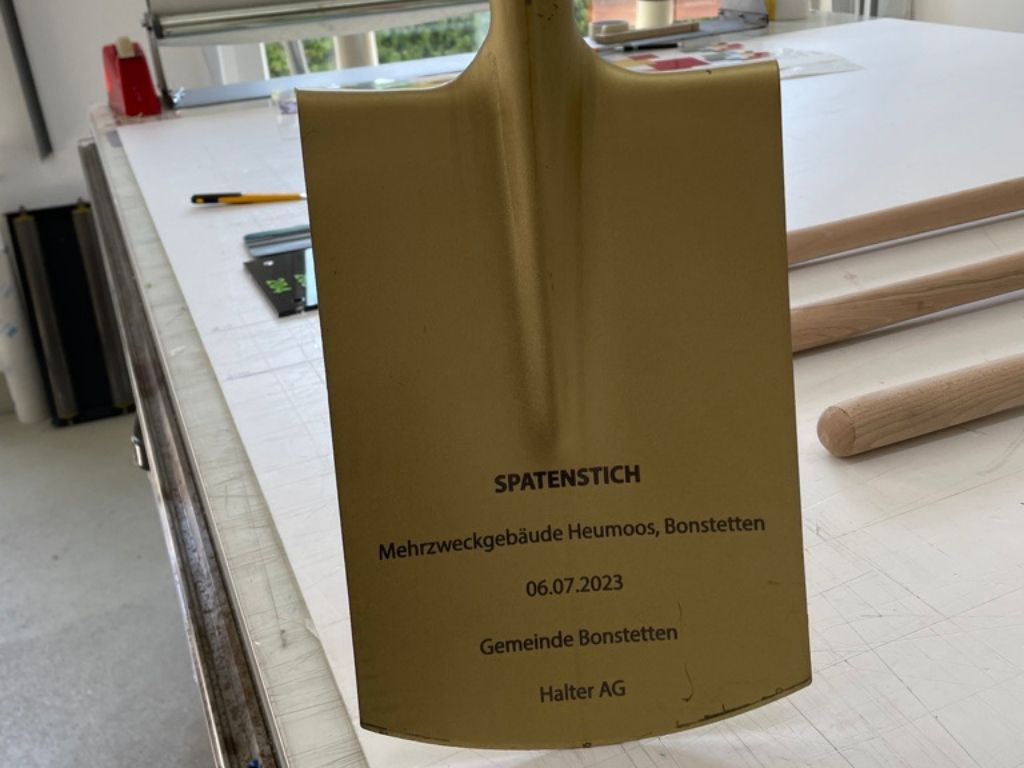 SPATENSTICH
Mehrzweckgebäude Heumoos, Bonstetten
06.07.2023
Gemeinde Bonstetten
Halter AG